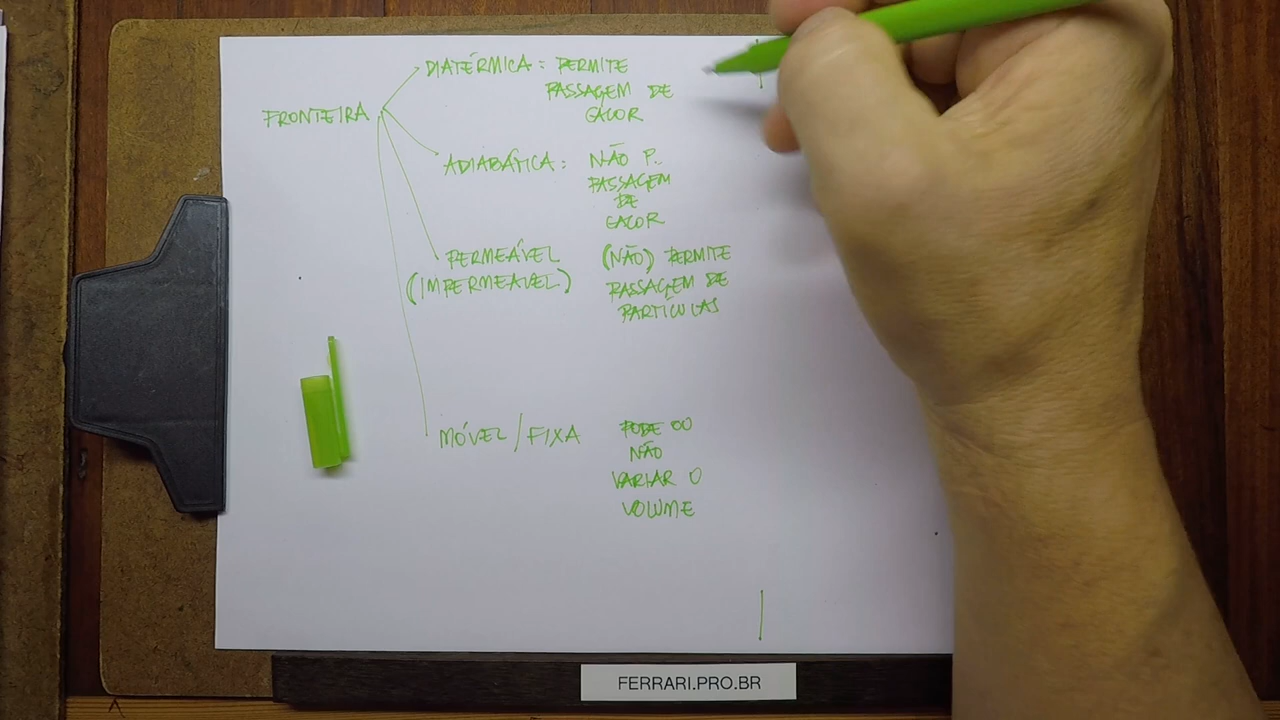 FRONTEIRA
DIATÉRMICA : PERMITE
PASSAGEM DE
CALOR
ADIABÁTICA : NÃO P..
PASSAGEM
DE
CALOR
PERMEÁVEL (NÃO) PERMITE
(IMPERMEAVEL) PASSAGEM DE
PARTÍCULAS
MÓVEL / FIXA PODE OU
NÃO
VARIAR O
VOLUME
FERRARI.PRO.BR